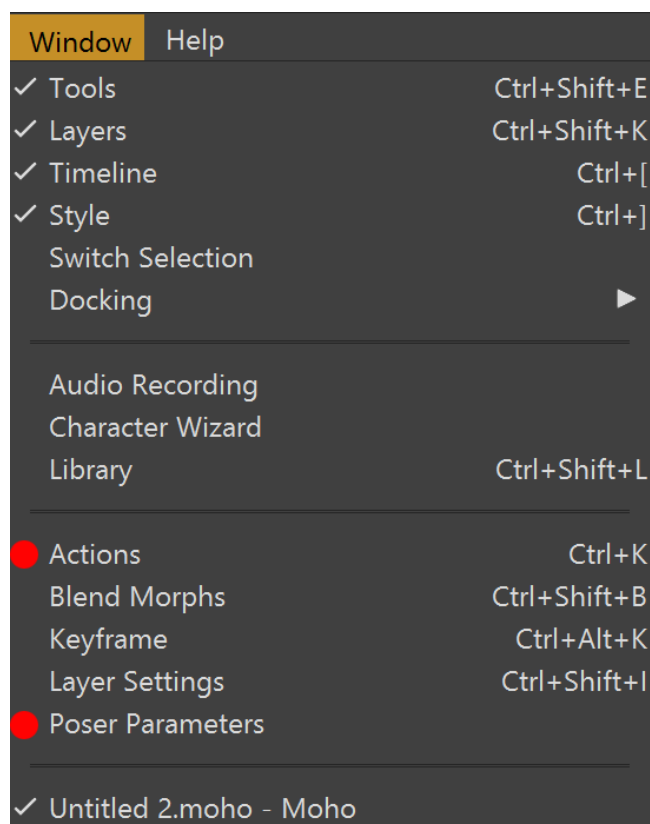 Window Help
Tools Ctrl+Shift+E
Layers Ctrl+Shift+K
Timeline Ctrl+[
Style Ctrl+]
Switch Selection
Docking
Audio Recording
Character Wizard
Library Ctrl+Shift+L
Actions Ctrl+K
Blend Morphs Ctrl+Shift+B
Keyframe Ctrl+Alt+K
Layer Settings Ctrl+Shift+I
Poser Parameters
Untitled 2.moho - Moho